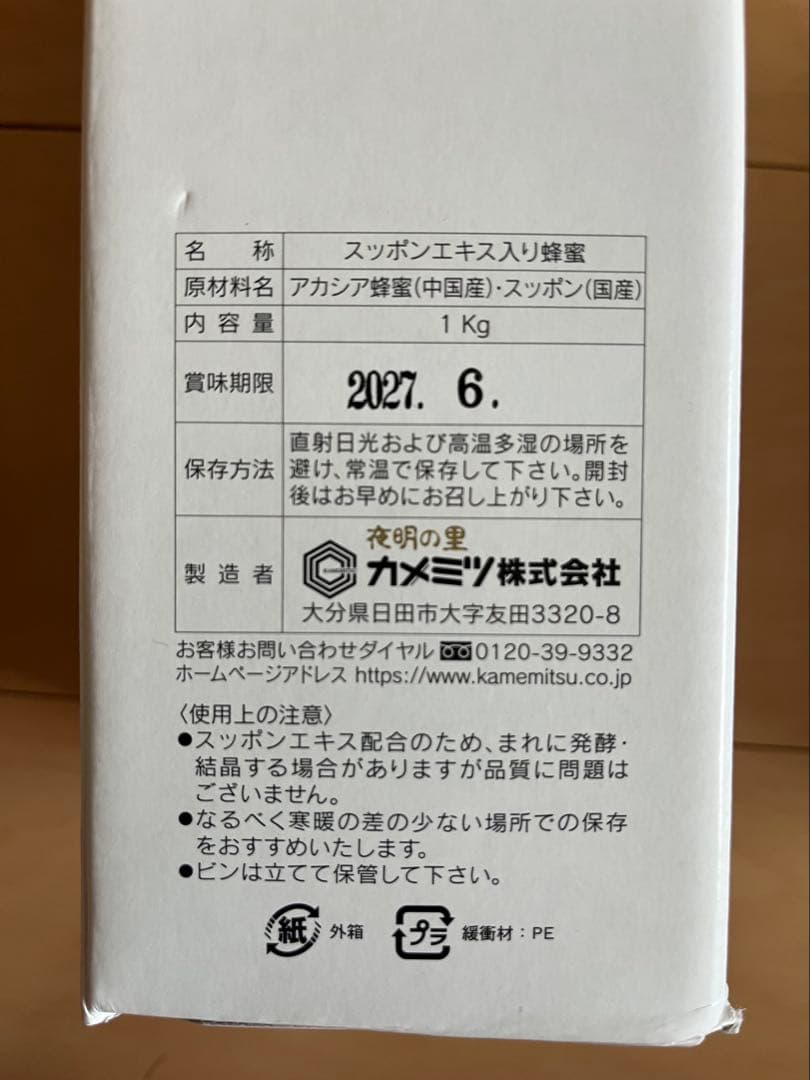 名称 スッポンエキス入り蜂蜜
原材料名 アカシア蜂蜜(中国産)・スッポン(国産)
内容量 1 Kg
賞味期限 2027. 6.
保存方法 直射日光および高温多湿の場所を
避け、常温で保存して下さい。開封
後はお早めにお召し上がり下さい。
製造者 夜明の里
カメミツ株式会社
大分県日田市大字友田3320-8
お客様お問い合わせダイヤル 0120-39-9332
ホームページアドレス https://www.kamemitsu.co.jp
〈使用上の注意〉
●スッポンエキス配合のため、まれに発酵・
結晶する場合がありますが品質に問題は
ございません。
●なるべく寒暖の差の少ない場所での保存
をおすすめいたします。
●ビンは立てて保管して下さい。
紙 外箱 プラ 緩衝材：PE